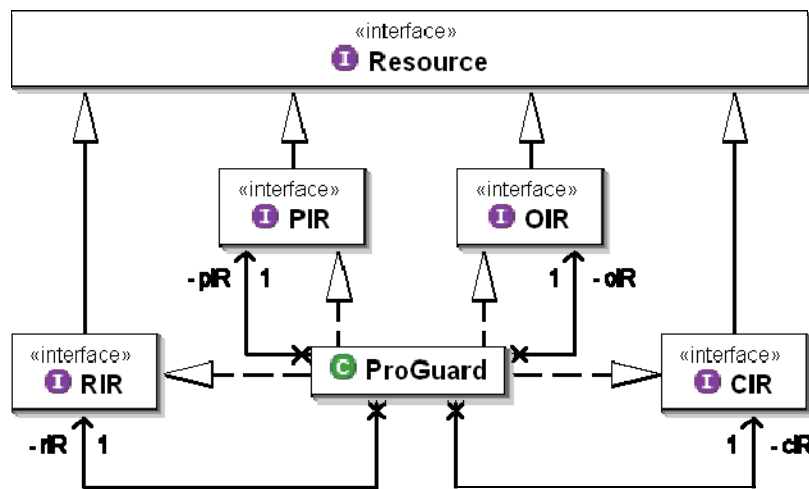 «interface»
I Resource
«interface»
I PIR
«interface»
I OIR
- pIR 1
1 - oIR
«interface»
I RIR
C ProGuard
«interface»
I CIR
- rIR 1
1 - cIR